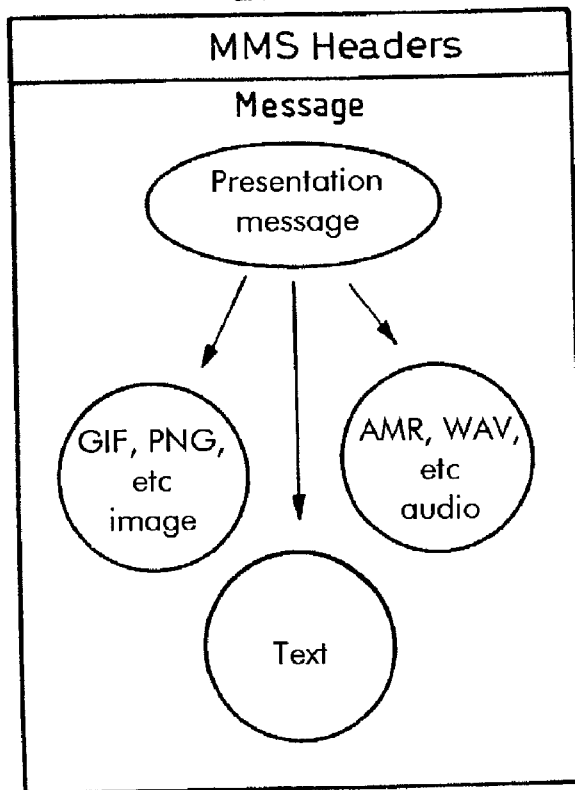 MMS Headers
Message
Presentation
message
GIF, PNG,
etc
image
AMR, WAV,
etc
audio
Text